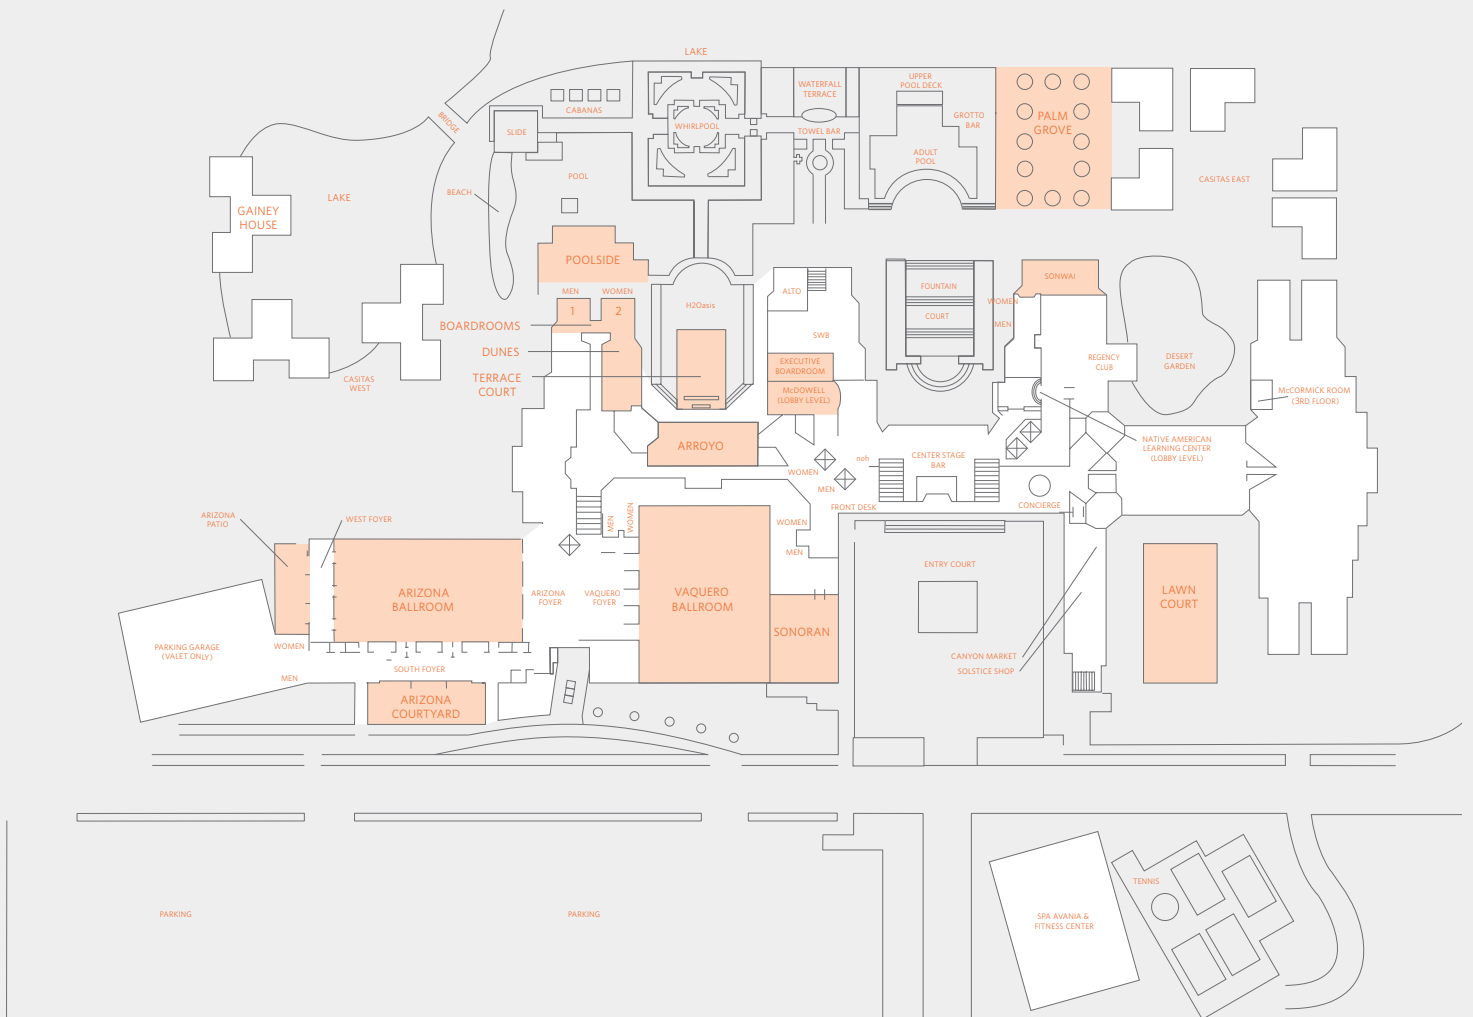 LAKE
UPPER
POOL DECK
WATERFALL
TERRACE
CABANAS
BRIDGE
SLIDE
WHIRLPOOL
TOWEL BAR
GROTTO
BAR
PALM
GROVE
ADULT
POOL
POOL
CASITAS EAST
BEACH
LAKE
GAINEY
HOUSE
POOLSIDE
SONWAI
MEN
WOMEN
ALTO
FOUNTAIN
COURT
WOMEN
MEN
1
2
H2Oasis
BOARDROOMS
SWB
DUNES
EXECUTIVE
BOARDROOM
REGENCY
CLUB
DESERT
GARDEN
TERRACE
COURT
CASITAS
WEST
McDOWELL
(LOBBY LEVEL)
McCORMICK ROOM
(3RD FLOOR)
ARROYO
NATIVE AMERICAN
LEARNING CENTER
(LOBBY LEVEL)
noh
CENTER STAGE
BAR
WOMEN
MEN
FRONT DESK
CONCIERGE
ARIZONA
PATIO
WEST FOYER
MEN
WOMEN
WOMEN
MEN
ENTRY COURT
ARIZONA
BALLROOM
ARIZONA
FOYER
VAQUERO
FOYER
VAQUERO
BALLROOM
LAWN
COURT
SONORAN
PARKING GARAGE
(VALET ONLY)
WOMEN
MEN
SOUTH FOYER
CANYON MARKET
SOLSTICE SHOP
ARIZONA
COURTYARD
TENNIS
PARKING
PARKING
SPA AVANIA &
FITNESS CENTER